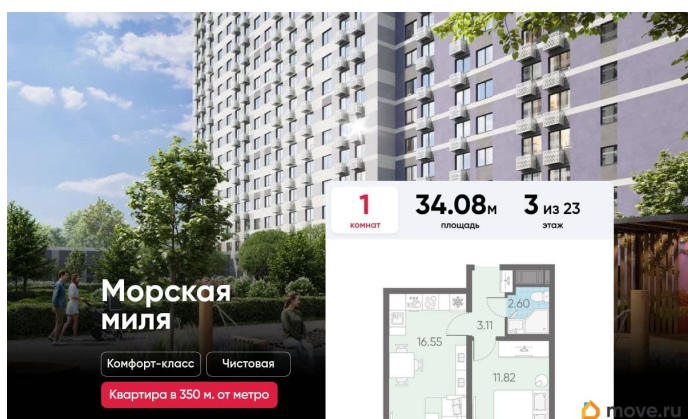 1
комнат
34.08м
площадь
3 из 23
этаж
Морская
миля
Комфорт-класс
Чистовая
Квартира в 350 м. от метро
2.60
3.11
16.55
11.82
move.ru